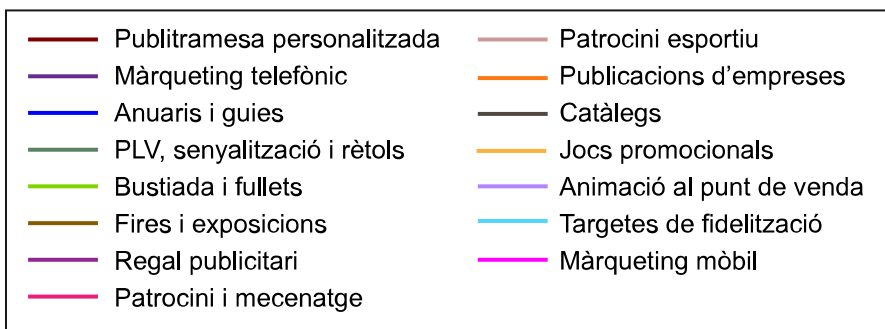 Publitramesa personalitzada
Màrqueting telefònic
Anuaris i guies
PLV, senyalització i rètols
Bustiada i fullets
Fires i exposicions
Regal publicitari
Patrocini i mecenatge
Patrocini esportiu
Publicacions d’empreses
Catàlegs
Jocs promocionals
Animació al punt de venda
Targetes de fidelització
Màrqueting mòbil